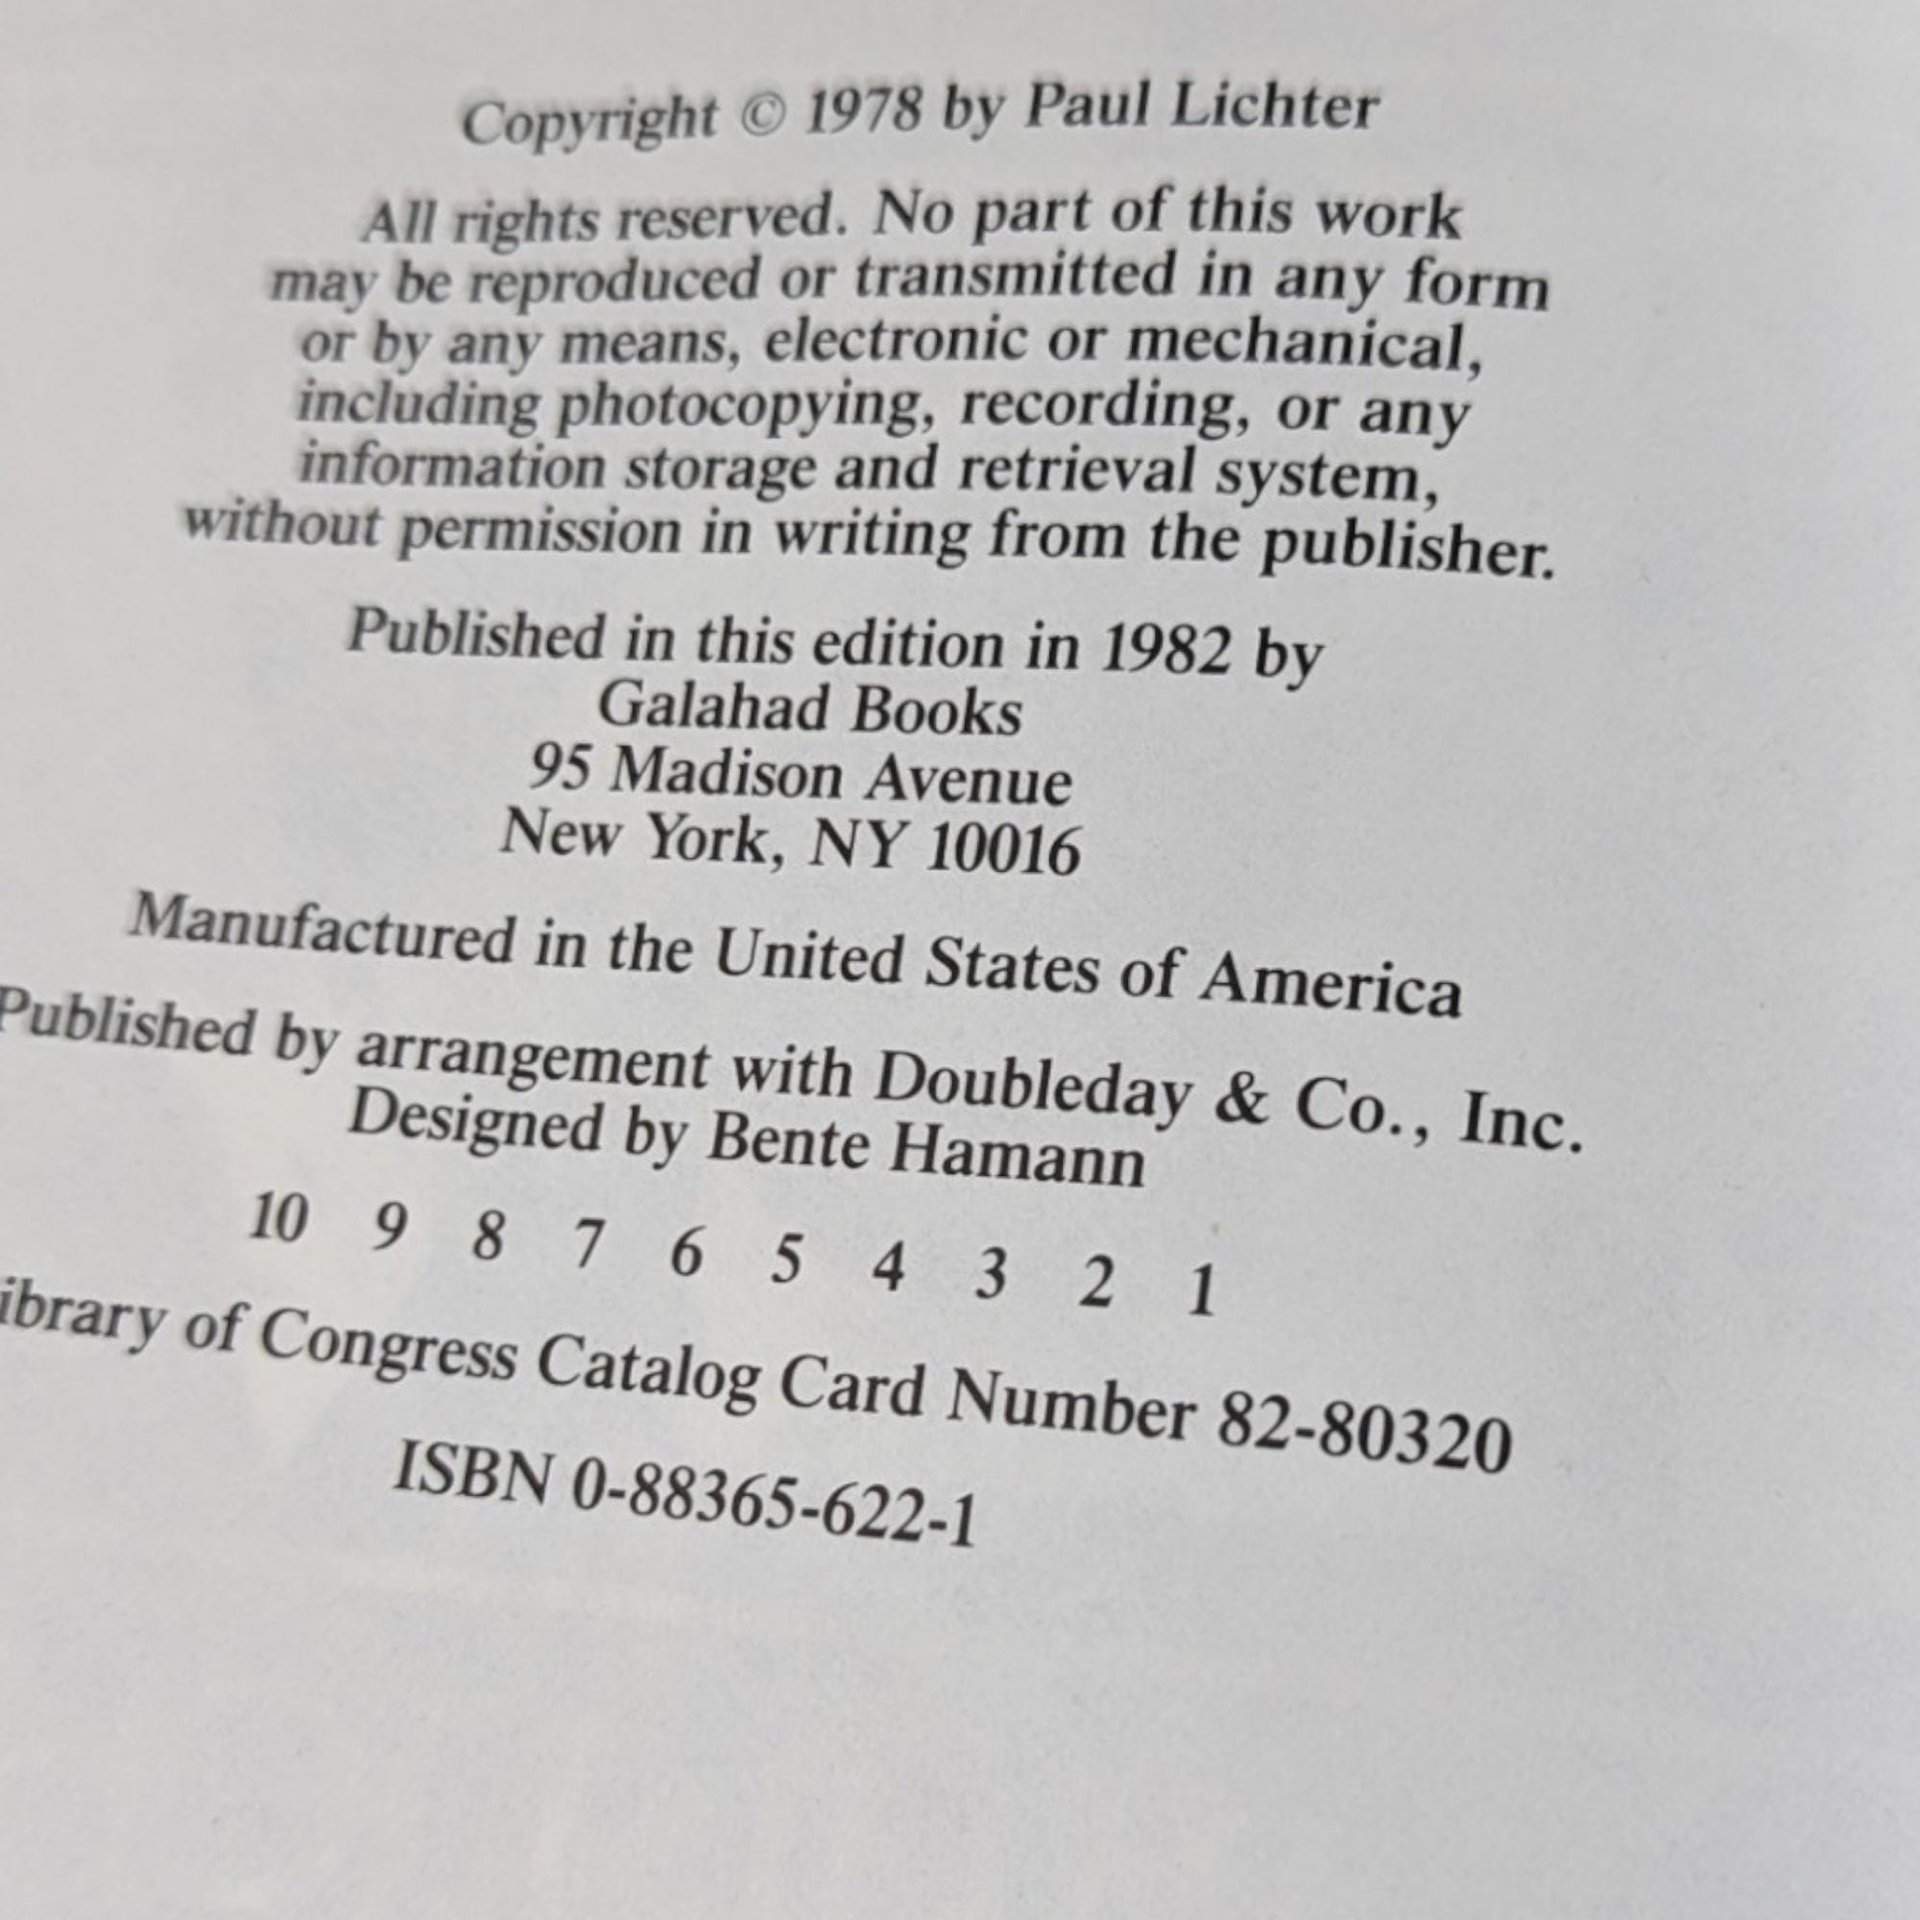 Copyright © 1978 by Paul Lichter
All rights reserved. No part of this work
may be reproduced or transmitted in any form
or by any means, electronic or mechanical,
including photocopying, recording, or any
information storage and retrieval system,
without permission in writing from the publisher.
Published in this edition in 1982 by
Galahad Books
95 Madison Avenue
New York, NY 10016
Manufactured in the United States of America
Published by arrangement with Doubleday & Co., Inc.
Designed by Bente Hamann
10 9 8 7 6 5 4 3 2 1
ibrary of Congress Catalog Card Number 82-80320
ISBN 0-88365-622-1